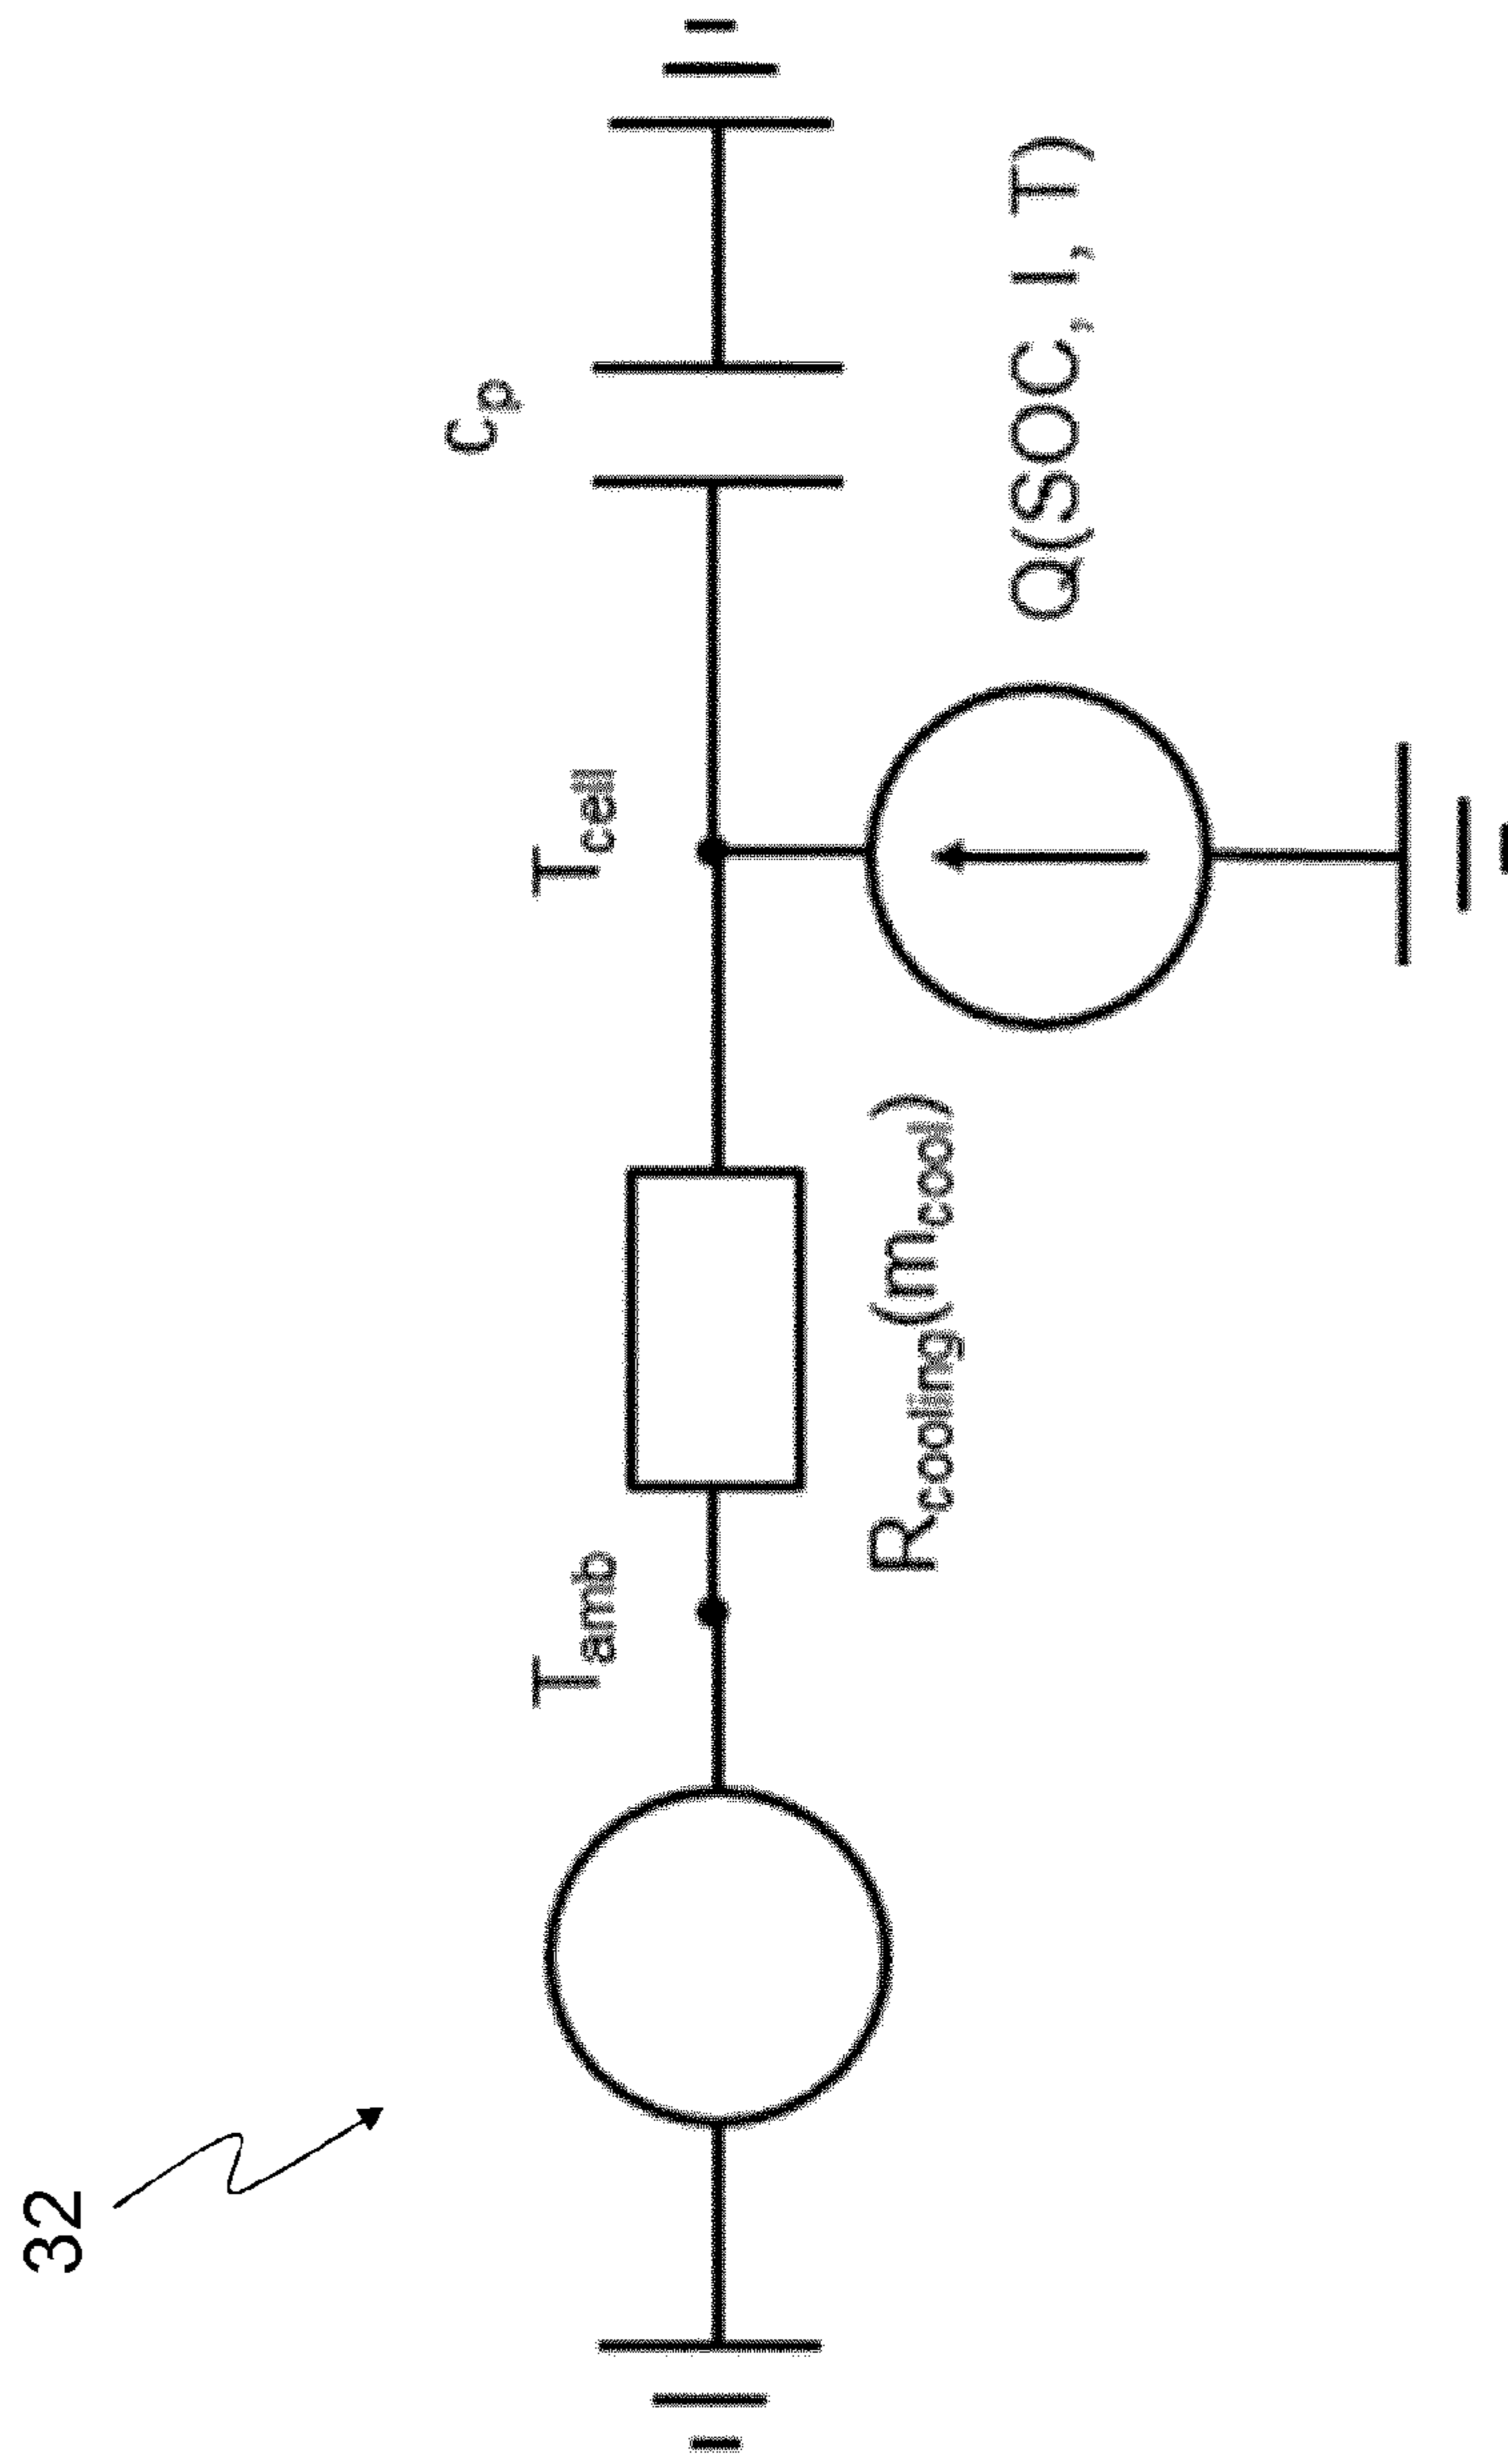 32
T_amb
T_cell
c_p
R_cooling(m_cool)
Q(SOC, I, T)